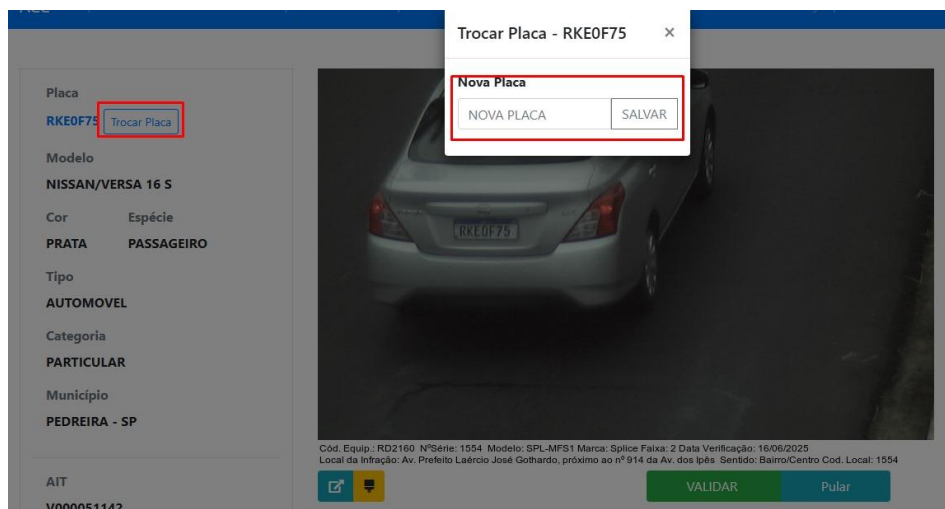 Trocar Placa - RKE0F75 ×
Nova Placa
NOVA PLACA SALVAR
Placa
RKE0F75 Trocar Placa
Modelo
NISSAN/VERSA 16 S
Cor Espécie
PRATA PASSAGEIRO
Tipo
AUTOMOVEL
Categoria
PARTICULAR
Município
PEDREIRA - SP
AIT
V000051142
RKE0F75
Cód. Equip.: RD2160 NºSérie: 1554 Modelo: SPL-MFS1 Marca: Splice Faixa: 2 Data Verificação: 16/06/2025
Local da Infração: Av. Prefeito Laércio José Gothardo, próximo ao nº 914 da Av. dos Ipês Sentido: Bairro/Centro Cod. Local: 1554
VALIDAR Pular